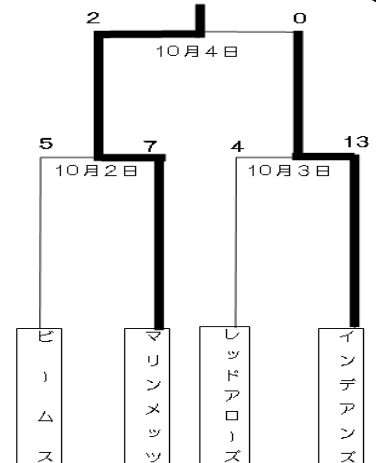 2 0
10月4日
5 7 4 13
10月2日 10月3日
ビームス
マリンメッツ
レッドアローズ
インデアンズ